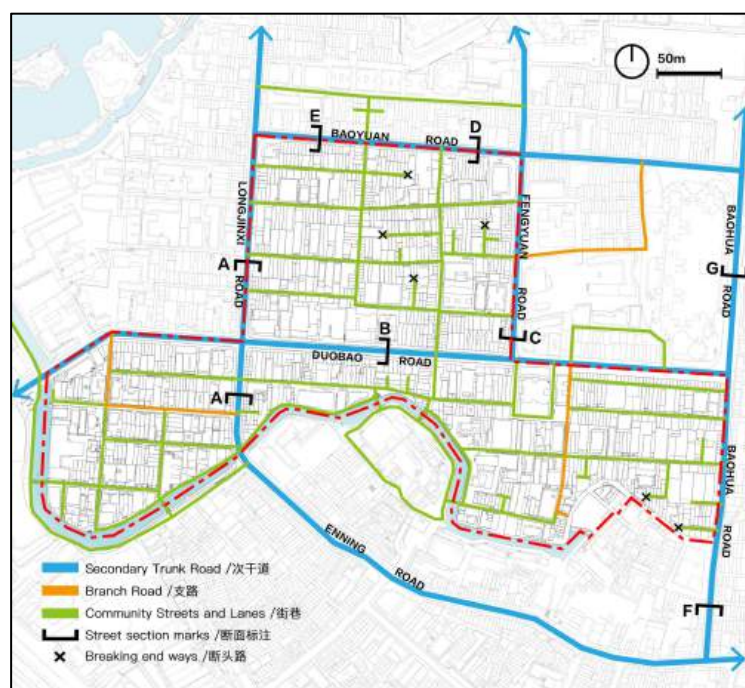 50m
E
BAOYUAN
D
ROAD
LONGJINXI
FENGYUAN
BAOHUA
A
G
ROAD
ROAD
ROAD
B
C
DUOBAO
ROAD
A
BAOHUA
ENNING
ROAD
ROAD
F
Secondary Trunk Road /次干道
Branch Road /支路
Community Streets and Lanes /街巷
Street section marks /断面标注
Breaking end ways /断头路